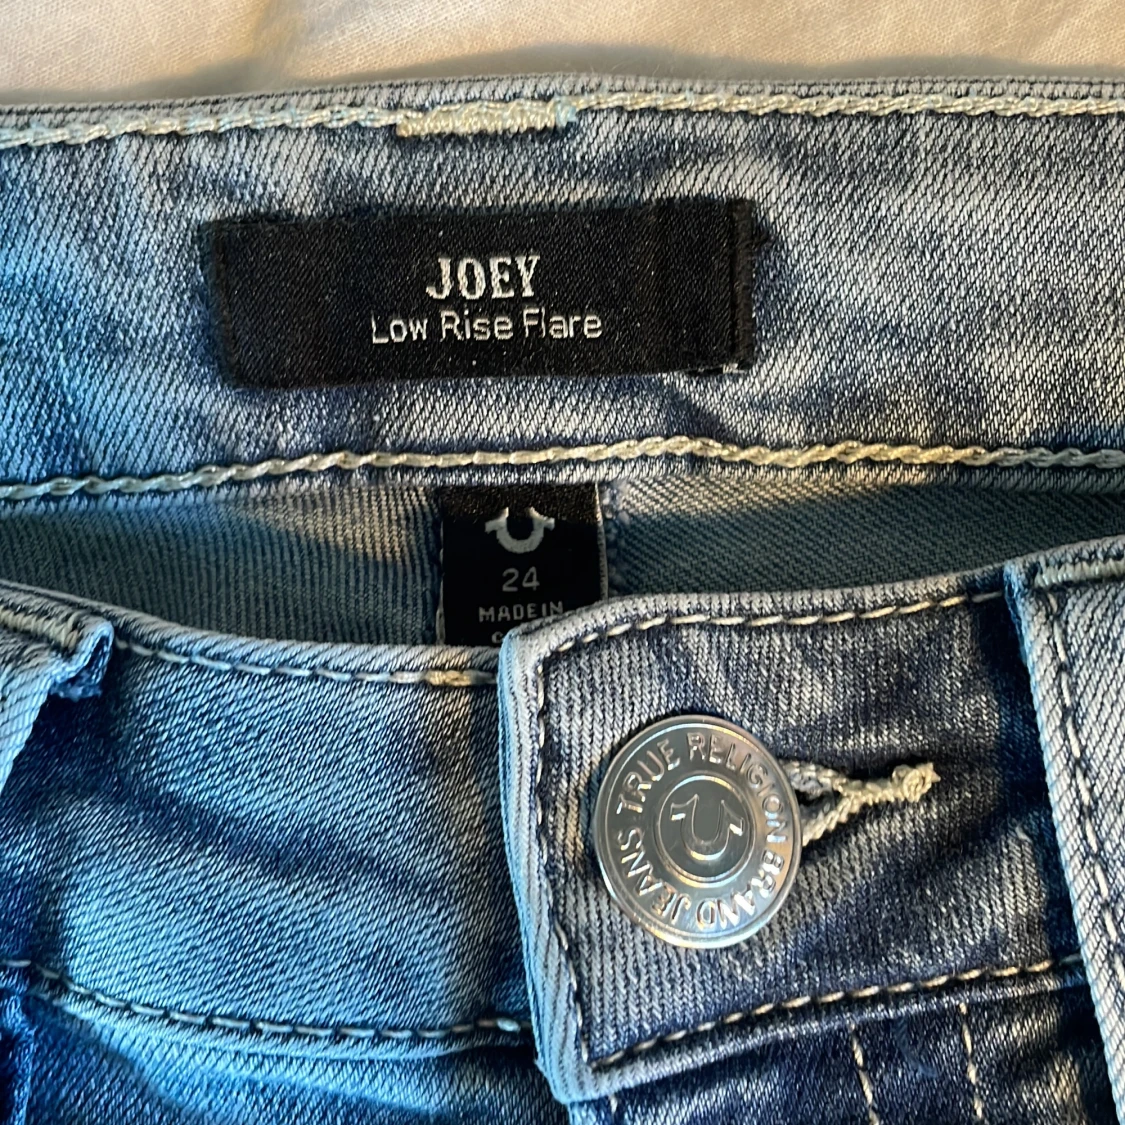 JOEY
Low Rise Flare
24
MADE IN
TRUE RELIGION BRAND JEANS